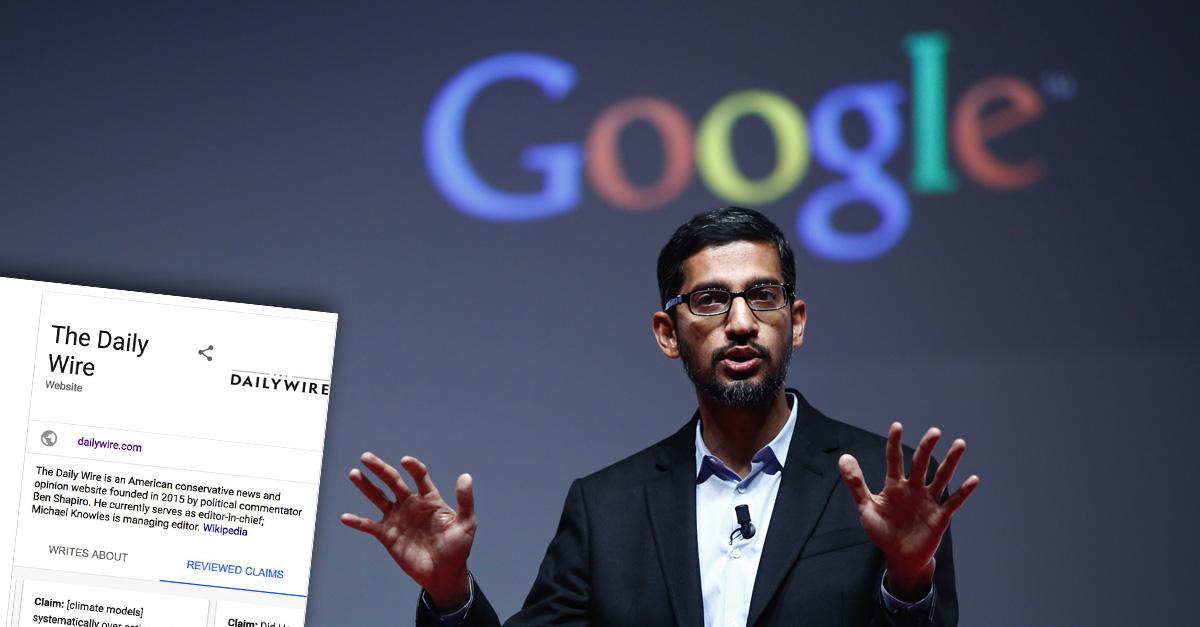 Google™
The Daily
Wire
Website
DAILYWIRE
dailywire.com
The Daily Wire is an American conservative news and
opinion website founded in 2015 by political commentator
Ben Shapiro. He currently serves as editor-in-chief;
Michael Knowles is managing editor. Wikipedia
WRITES ABOUT
REVIEWED CLAIMS
Claim: [climate models]
systematically
Claim: Did